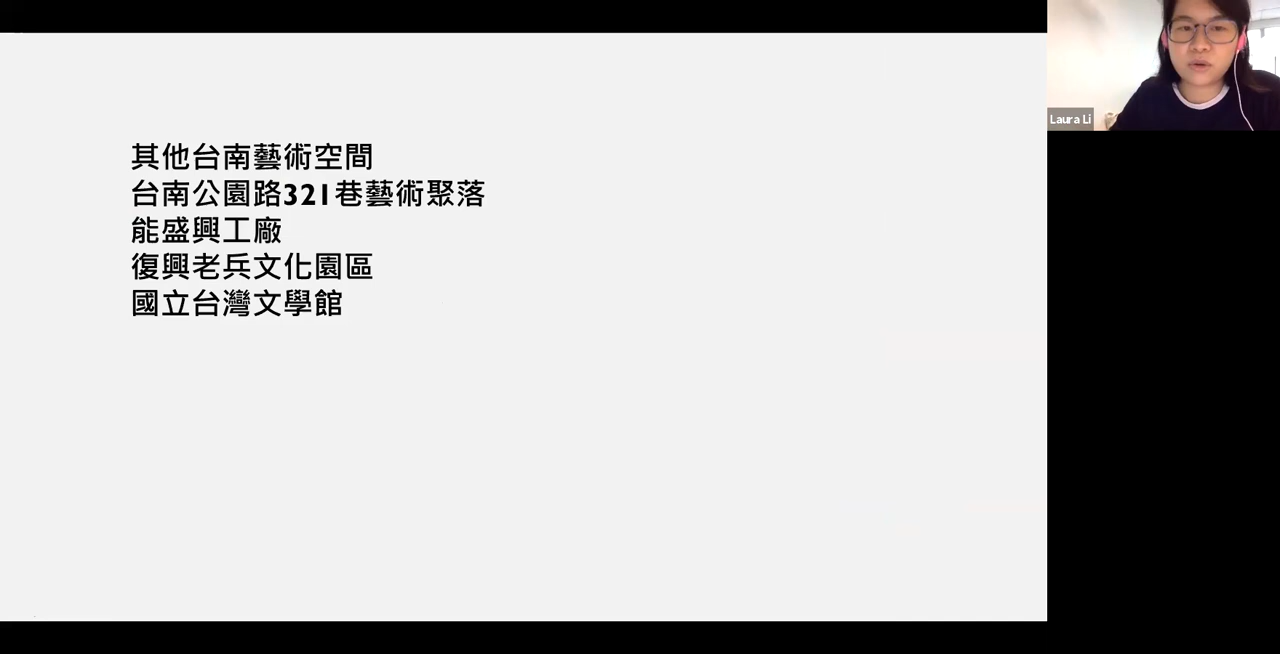 其他台南藝術空間
台南公園路321巷藝術聚落
能盛興工廠
復興老兵文化園區
國立台灣文學館
Laura Li